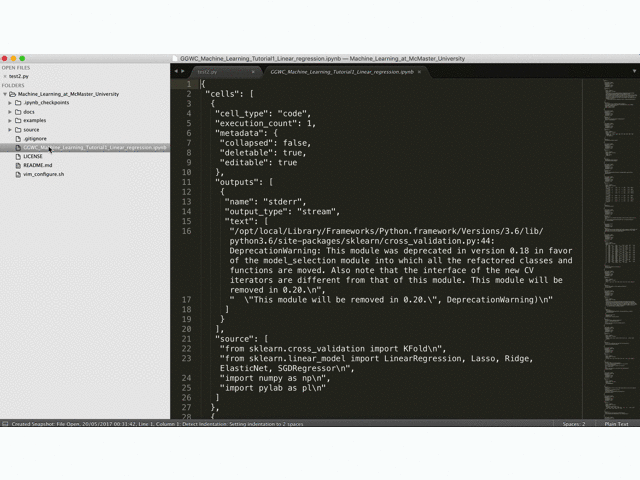 GGWC_Machine_Learning_Tutorial1_Linear_regression.ipynb — Machine_Learning_at_McMaster_University
OPEN FILES
test2.py
FOLDERS
Machine_Learning_at_McMaster_University
.ipynb_checkpoints
docs
examples
source
.gitignore
GGWC_Machine_Learning_Tutorial1_Linear_regression.ipynb
LICENSE
README.md
vim_configure.sh
test2.py
GGWC_Machine_Learning_Tutorial1_Linear_regression.ipynb
1 {
2 "cells": [
3 {
4 "cell_type": "code",
5 "execution_count": 1,
6 "metadata": {
7 "collapsed": false,
8 "deletable": true,
9 "editable": true
10 },
11 "outputs": [
12 {
13 "name": "stderr",
14 "output_type": "stream",
15 "text": [
16 "/opt/local/Library/Frameworks/Python.framework/Versions/3.6/lib/
python3.6/site-packages/sklearn/cross_validation.py:44:
DeprecationWarning: This module was deprecated in version 0.18 in favor
of the model_selection module into which all the refactored classes and
functions are moved. Also note that the interface of the new CV
iterators are different from that of this module. This module will be
removed in 0.20.\n",
17 "  \"This module will be removed in 0.20.\", DeprecationWarning)\n"
18 ]
19 }
20 ],
21 "source": [
22 "from sklearn.cross_validation import KFold\n",
23 "from sklearn.linear_model import LinearRegression, Lasso, Ridge,
ElasticNet, SGDRegressor\n",
24 "import numpy as np\n",
25 "import pylab as pl\n"
26 ]
27 },
28 {
Created Snapshot: File Open, 20/05/2017 00:31:42, Line 1, Column 1; Detect Indentation: Setting indentation to 2 spaces
Spaces: 2
Plain Text